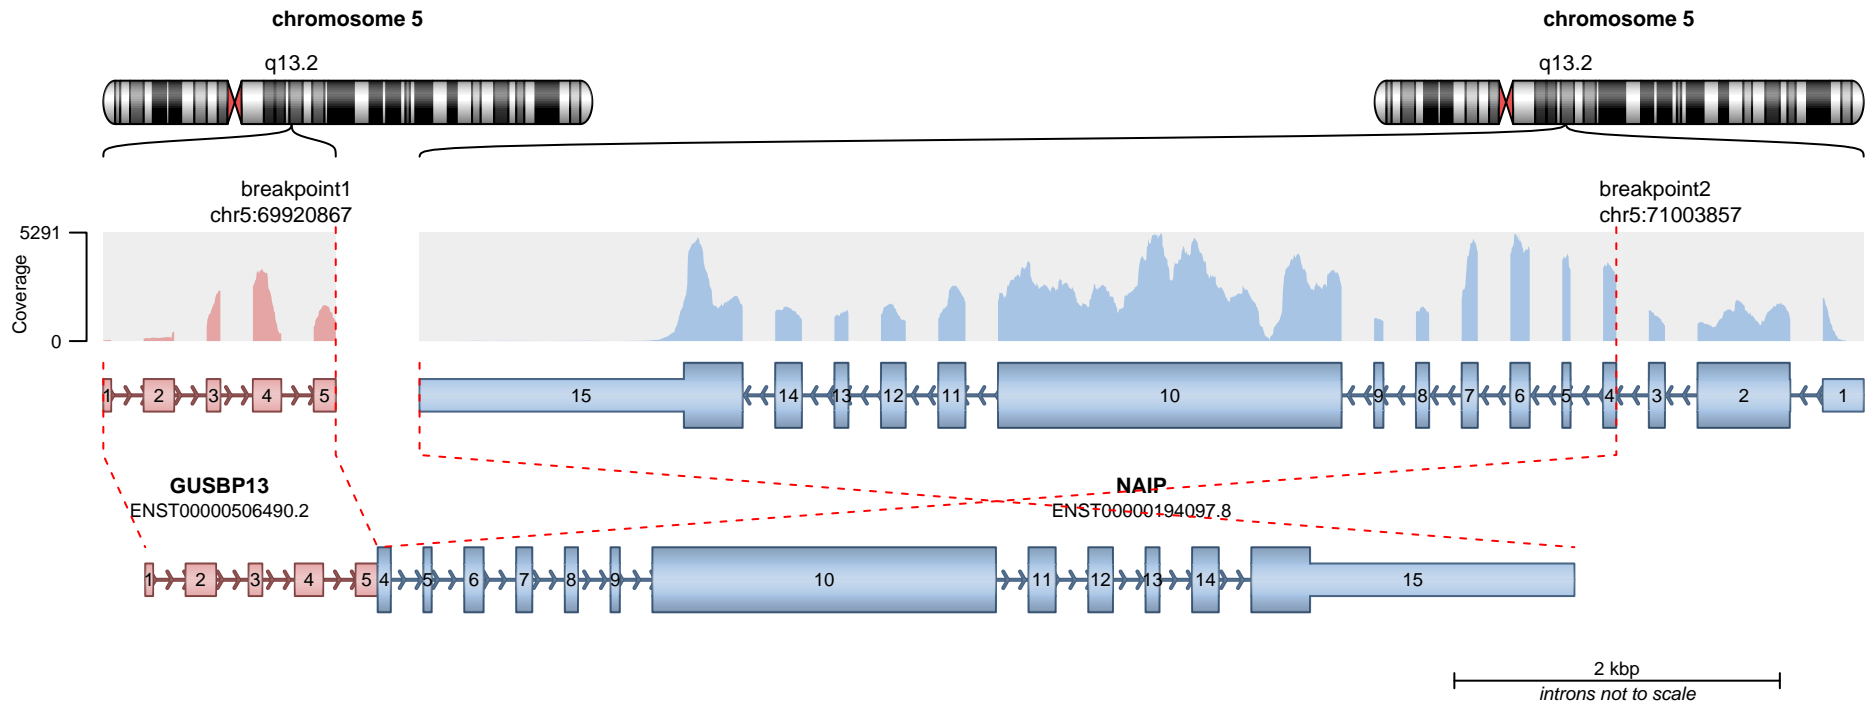 chromosome 5
chromosome 5
q13.2
q13.2
breakpoint1
chr5:69920867
breakpoint2
chr5:71003857
5291
Coverage
0
1 2 3 4 5
15 14 13 12 11 10 9 8 7 6 5 4 3 2 1
GUSBP13
ENST00000506490.2
NAIP
ENST00000194097.8
1 2 3 4 5 4 5 6 7 8 9 10 11 12 13 14 15
2 kbp
introns not to scale